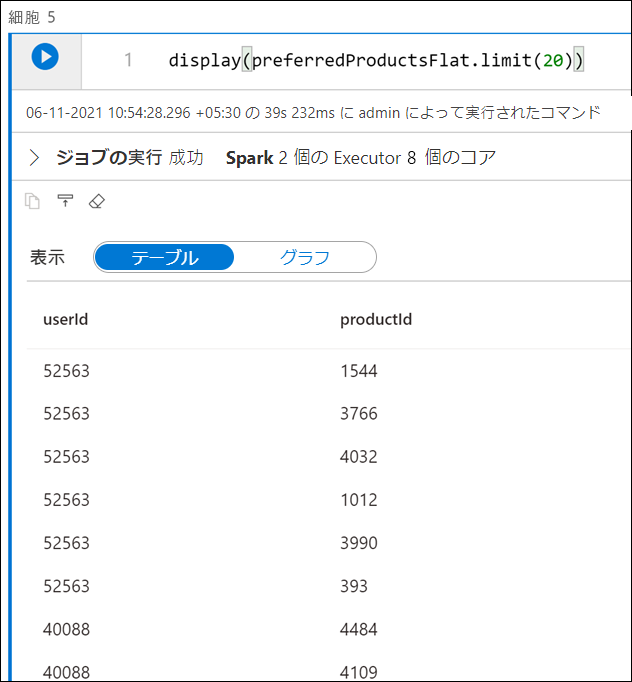 細胞 5
1 display(preferredProductsFlat.limit(20))
06-11-2021 10:54:28.296 +05:30 の 39s 232ms に admin によって実行されたコマンド
ジョブの実行 成功 Spark 2 個の Executor 8 個のコア
表示 テーブル グラフ
userId productId
52563 1544
52563 3766
52563 4032
52563 1012
52563 3990
52563 393
40088 4484
40088 4109